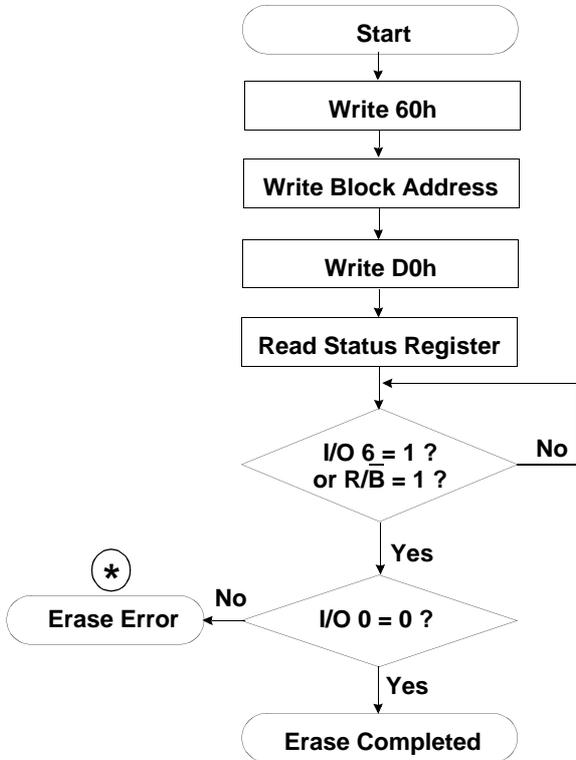 Start
Write 60h
Write Block Address
Write D0h
Read Status Register
I/O 6 = 1 ?
or R/B̅ = 1 ?
No
Yes
*
No
Erase Error
I/O 0 = 0 ?
Yes
Erase Completed